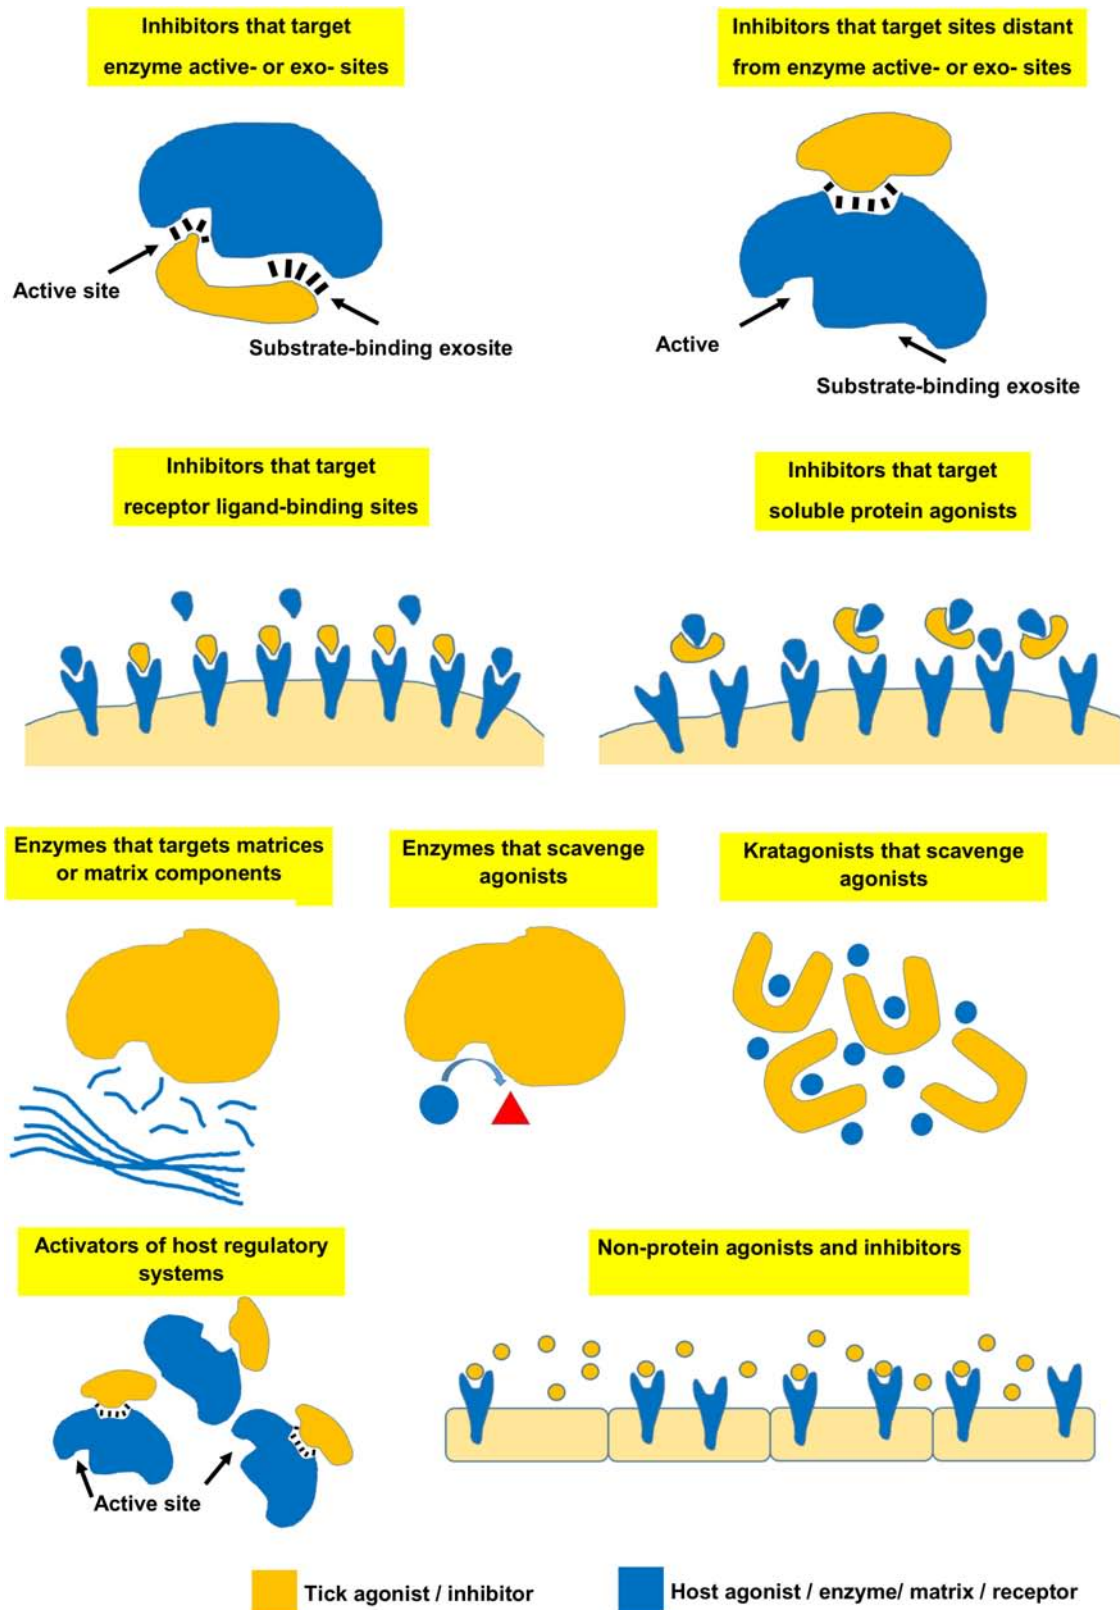 Inhibitors that target
enzyme active- or exo- sites
Inhibitors that target sites distant
from enzyme active- or exo- sites
Active site
Substrate-binding exosite
Active
Substrate-binding exosite
Inhibitors that target
receptor ligand-binding sites
Inhibitors that target
soluble protein agonists
Enzymes that targets matrices
or matrix components
Enzymes that scavenge
agonists
Kratagonists that scavenge
agonists
Activators of host regulatory
systems
Non-protein agonists and inhibitors
Active site
Tick agonist / inhibitor
Host agonist / enzyme/ matrix / receptor